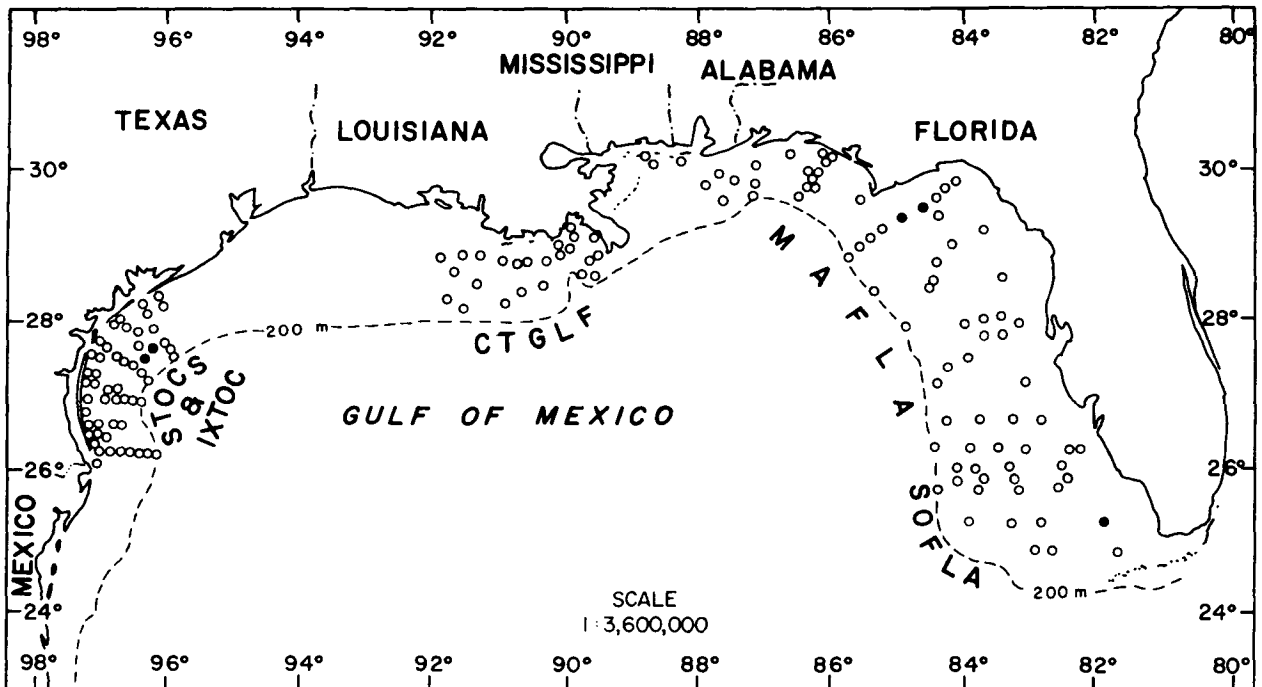 98° 96° 94° 92° 90° 88° 86° 84° 82° 80°
MISSISSIPPI
ALABAMA
TEXAS
LOUISIANA
FLORIDA
30° 30°
28° 28°
200 m
CTGLF
MAFLA
STOCS
&
IXTOC
GULF OF MEXICO
26° 26°
SOFLA
MEXICO
200 m
SCALE
1:3,600,000
24° 24°
98° 96° 94° 92° 90° 88° 86° 84° 82° 80°